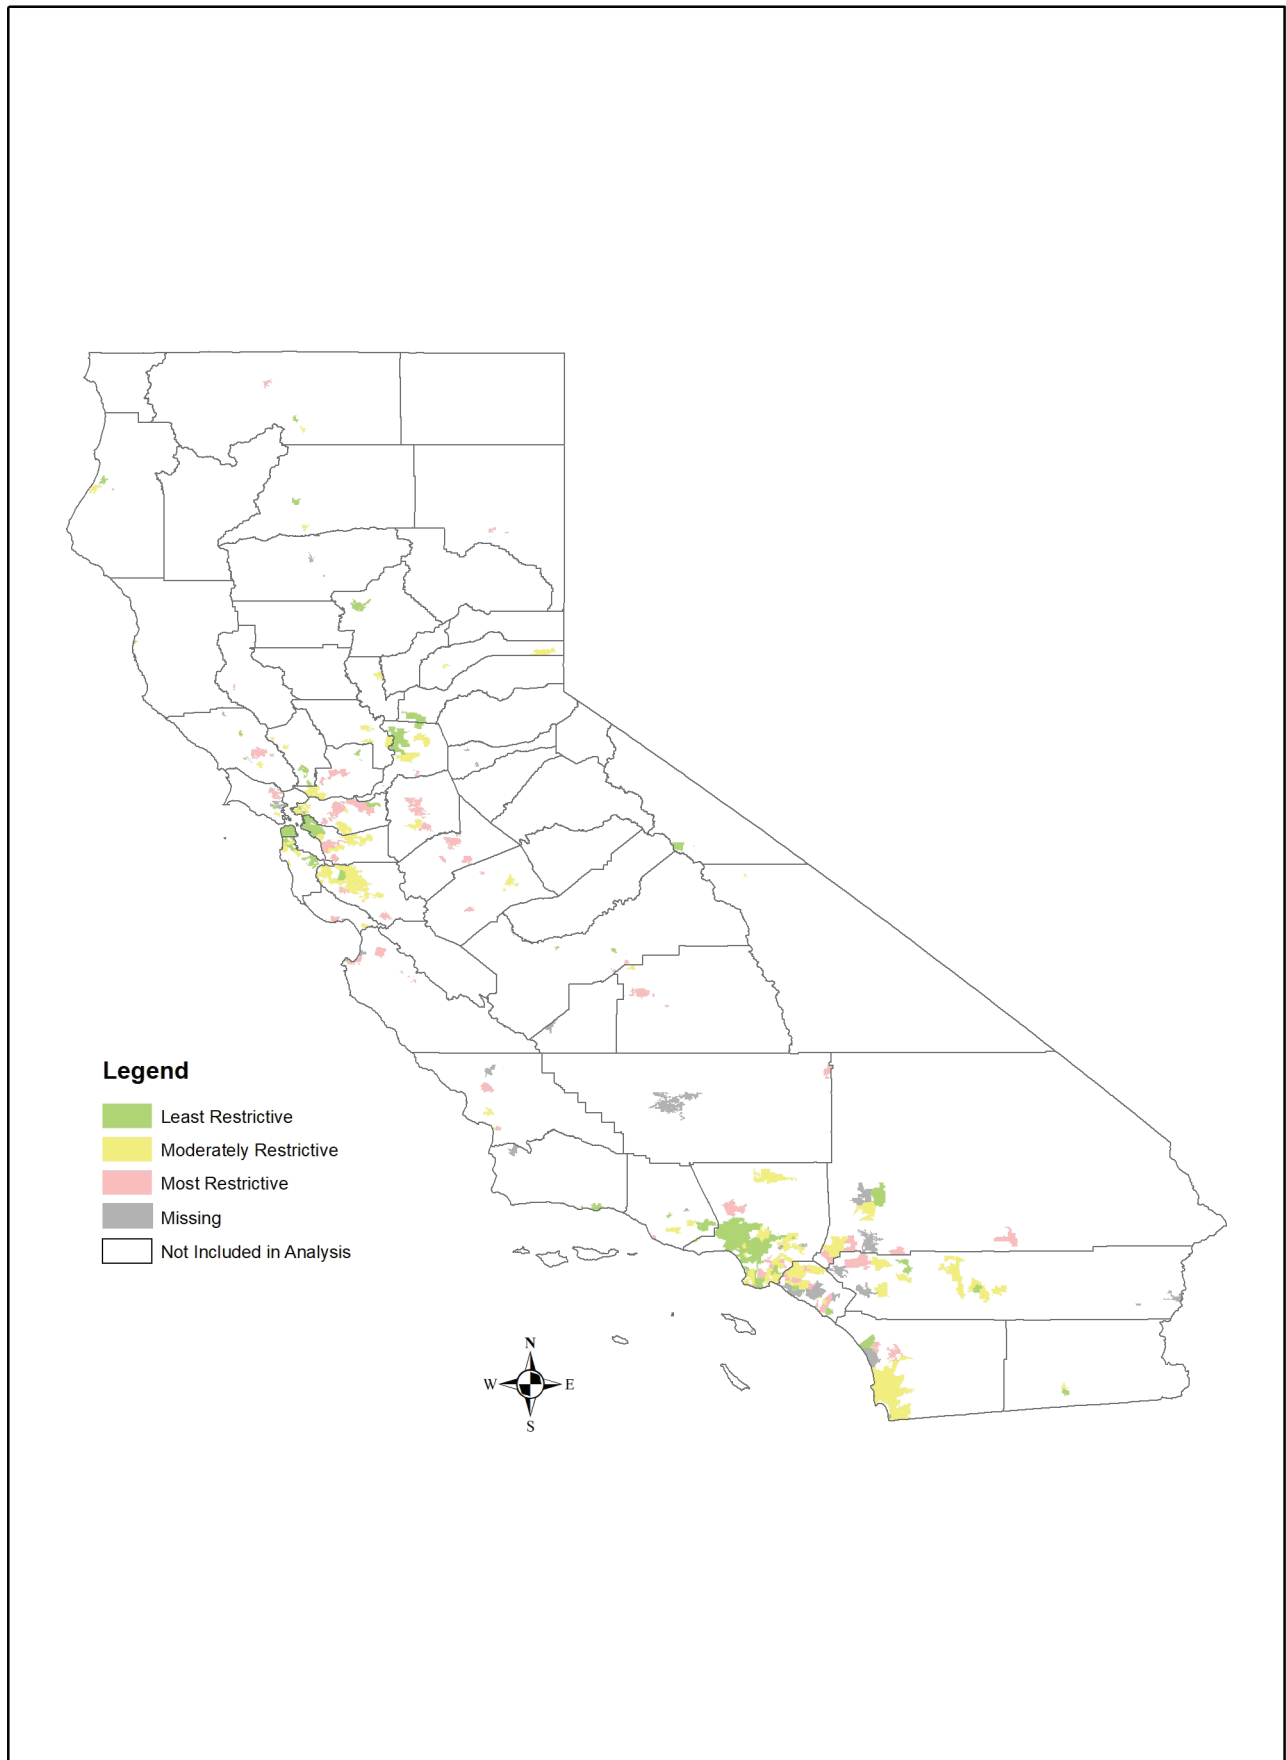 Legend
Least Restrictive
Moderately Restrictive
Most Restrictive
Missing
Not Included in Analysis
N
W E
S